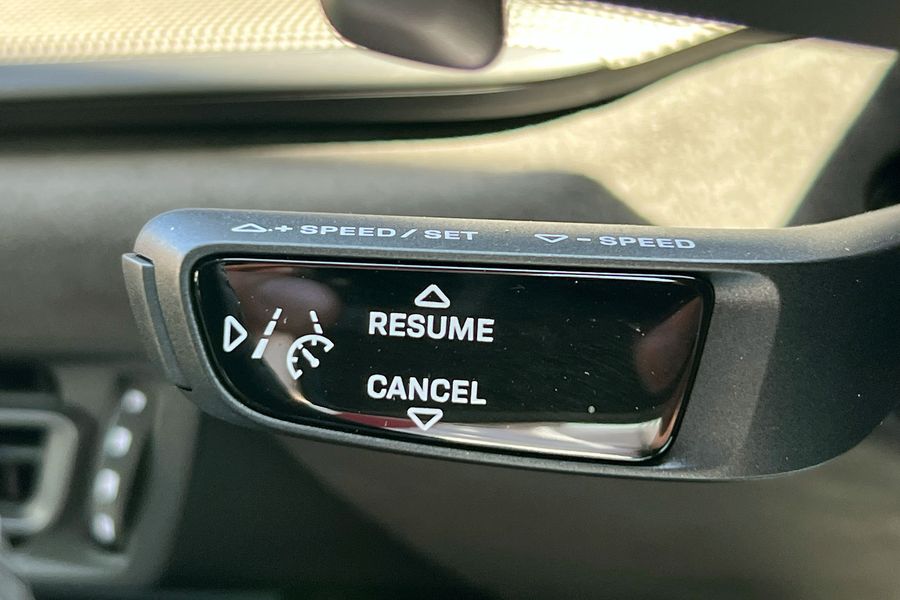 + SPEED / SET
- SPEED
RESUME
CANCEL